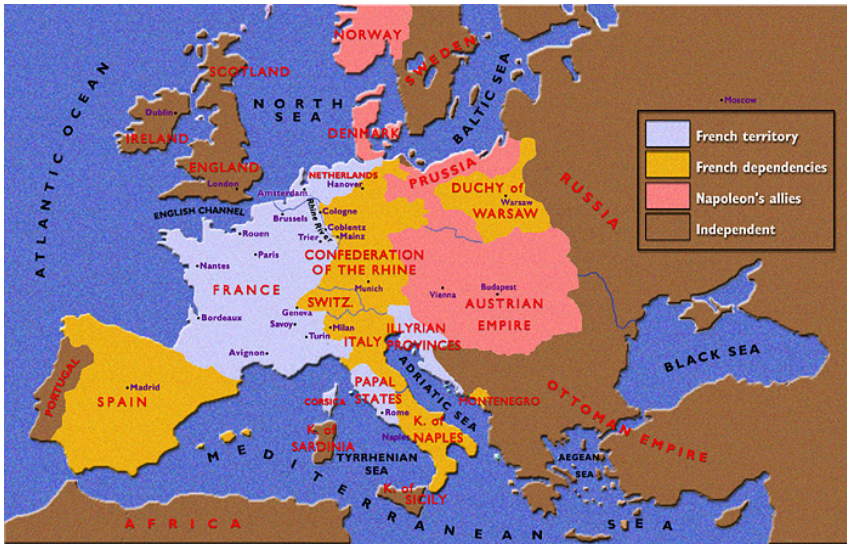 NORWAY
SWEDEN
SCOTLAND
NORTH
SEA
BALTIC SEA
Moscow
ATLANTIC OCEAN
Dublin
IRELAND
DENMARK
French territory
French dependencies
Napoleon's allies
Independent
ENGLAND
London
NETHERLANDS
Hanover
Amsterdam
PRUSSIA
DUCHY of
WARSAW
Warsaw
RUSSIA
ENGLISH CHANNEL
Brussels
Rhine River
Cologne
Coblentz
Mainz
Trier
Rouen
Paris
Nantes
FRANCE
CONFEDERATION
OF THE RHINE
Munich
Vienna
Budapest
AUSTRIAN
EMPIRE
SWITZ.
Geneva
Savoy
Bordeaux
Turin
Milan
ITALY
ILLYRIAN
PROVINCES
Avignon
BLACK SEA
ADRIATIC SEA
PORTUGAL
Madrid
SPAIN
CORSICA
PAPAL
STATES
Rome
MONTENEGRO
OTTOMAN EMPIRE
K. of
SARDINIA
Naples
K. of
NAPLES
TYRRHENIAN
SEA
AEGEAN
SEA
K. of
SICILY
MEDITERRANEAN SEA
AFRICA